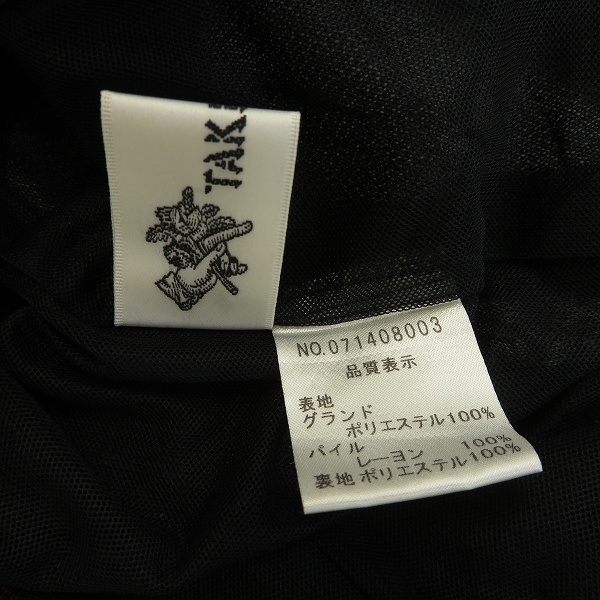 TAK
NO.071408003
品質表示
表地
グランド
ポリエステル100%
パイル
レーヨン 100%
表地 ポリエステル100%